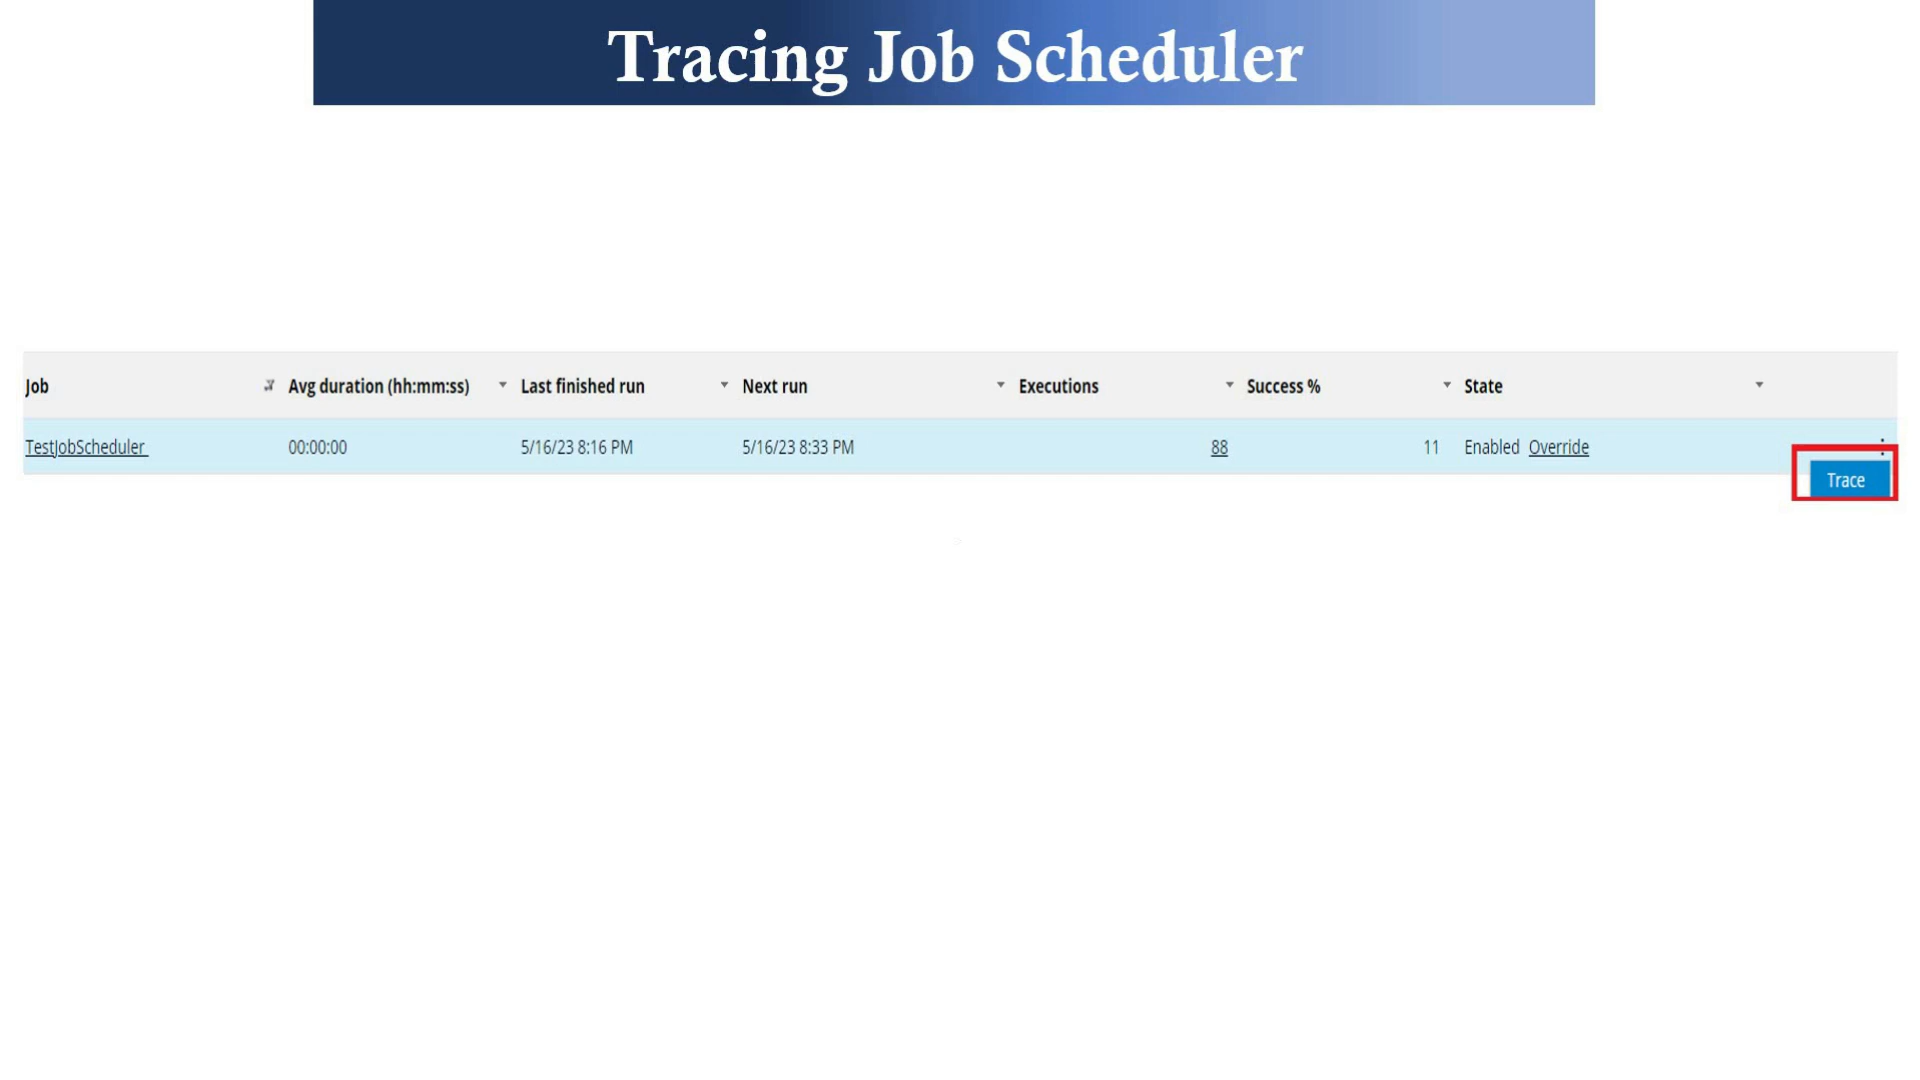 Tracing Job Scheduler
Job Avg duration (hh:mm:ss) Last finished run Next run Executions Success % State
TestJobScheduler 00:00:00 5/16/23 8:16 PM 5/16/23 8:33 PM 88 11 Enabled Override
Trace